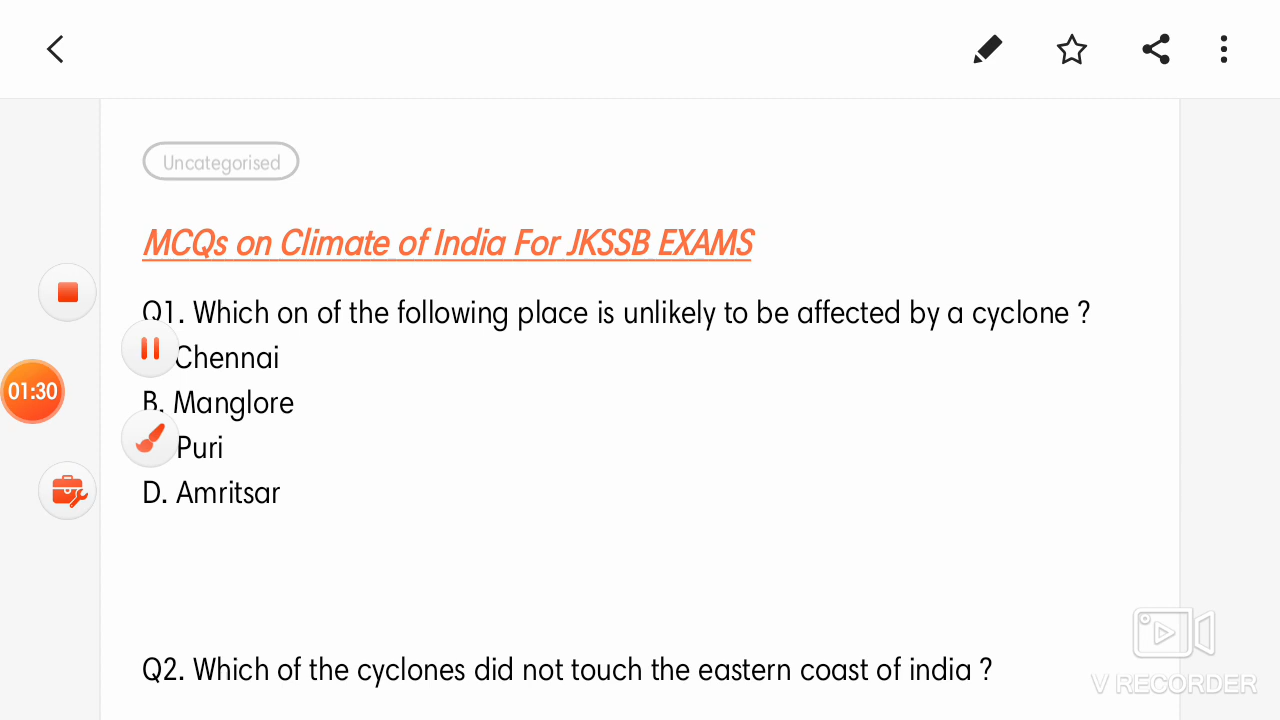 Uncategorised
MCQs on Climate of India For JKSSB EXAMS
Q1. Which on of the following place is unlikely to be affected by a cyclone ?
Chennai
B. Manglore
01:30
Puri
D. Amritsar
Q2. Which of the cyclones did not touch the eastern coast of india ?
V RECORDER